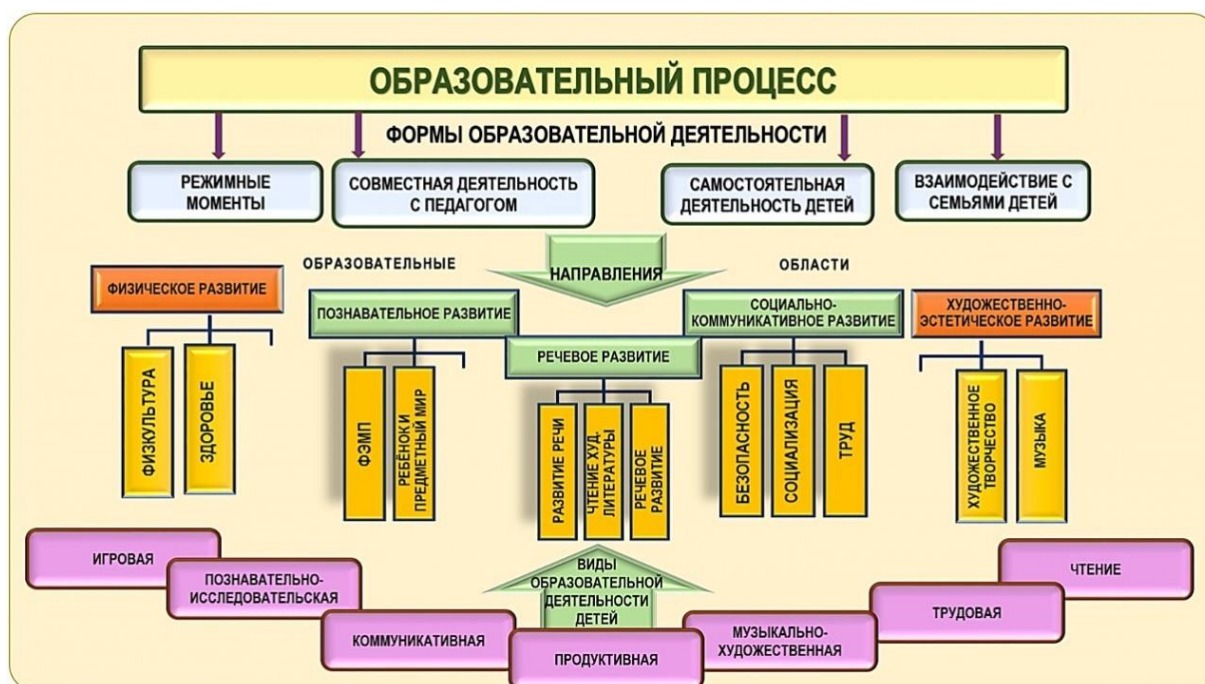 ОБРАЗОВАТЕЛЬНЫЙ ПРОЦЕСС
ФОРМЫ ОБРАЗОВАТЕЛЬНОЙ ДЕЯТЕЛЬНОСТИ
РЕЖИМНЫЕ
МОМЕНТЫ
СОВМЕСТНАЯ ДЕЯТЕЛЬНОСТЬ
С ПЕДАГОГОМ
САМОСТОЯТЕЛЬНАЯ
ДЕЯТЕЛЬНОСТЬ ДЕТЕЙ
ВЗАИМОДЕЙСТВИЕ С
СЕМЬЯМИ ДЕТЕЙ
ОБРАЗОВАТЕЛЬНЫЕ
НАПРАВЛЕНИЯ
ОБЛАСТИ
ФИЗИЧЕСКОЕ РАЗВИТИЕ
ФИЗКУЛЬТУРА
ЗДОРОВЬЕ
ПОЗНАВАТЕЛЬНОЕ РАЗВИТИЕ
ФЭМП
РЕБЁНОК И
ПРЕДМЕТНЫЙ МИР
РЕЧЕВОЕ РАЗВИТИЕ
РАЗВИТИЕ РЕЧИ
ЧТЕНИЕ ХУД.
ЛИТЕРАТУРЫ
РЕЧЕВОЕ
РАЗВИТИЕ
СОЦИАЛЬНО-
КОММУНИКАТИВНОЕ РАЗВИТИЕ
БЕЗОПАСНОСТЬ
СОЦИАЛИЗАЦИЯ
ТРУД
ХУДОЖЕСТВЕННО-
ЭСТЕТИЧЕСКОЕ РАЗВИТИЕ
ХУДОЖЕСТВЕННОЕ
ТВОРЧЕСТВО
МУЗЫКА
ВИДЫ
ОБРАЗОВАТЕЛЬНОЙ
ДЕЯТЕЛЬНОСТИ
ДЕТЕЙ
ИГРОВАЯ
ПОЗНАВАТЕЛЬНО-
ИССЛЕДОВАТЕЛЬСКАЯ
КОММУНИКАТИВНАЯ
ПРОДУКТИВНАЯ
МУЗЫКАЛЬНО-
ХУДОЖЕСТВЕННАЯ
ТРУДОВАЯ
ЧТЕНИЕ